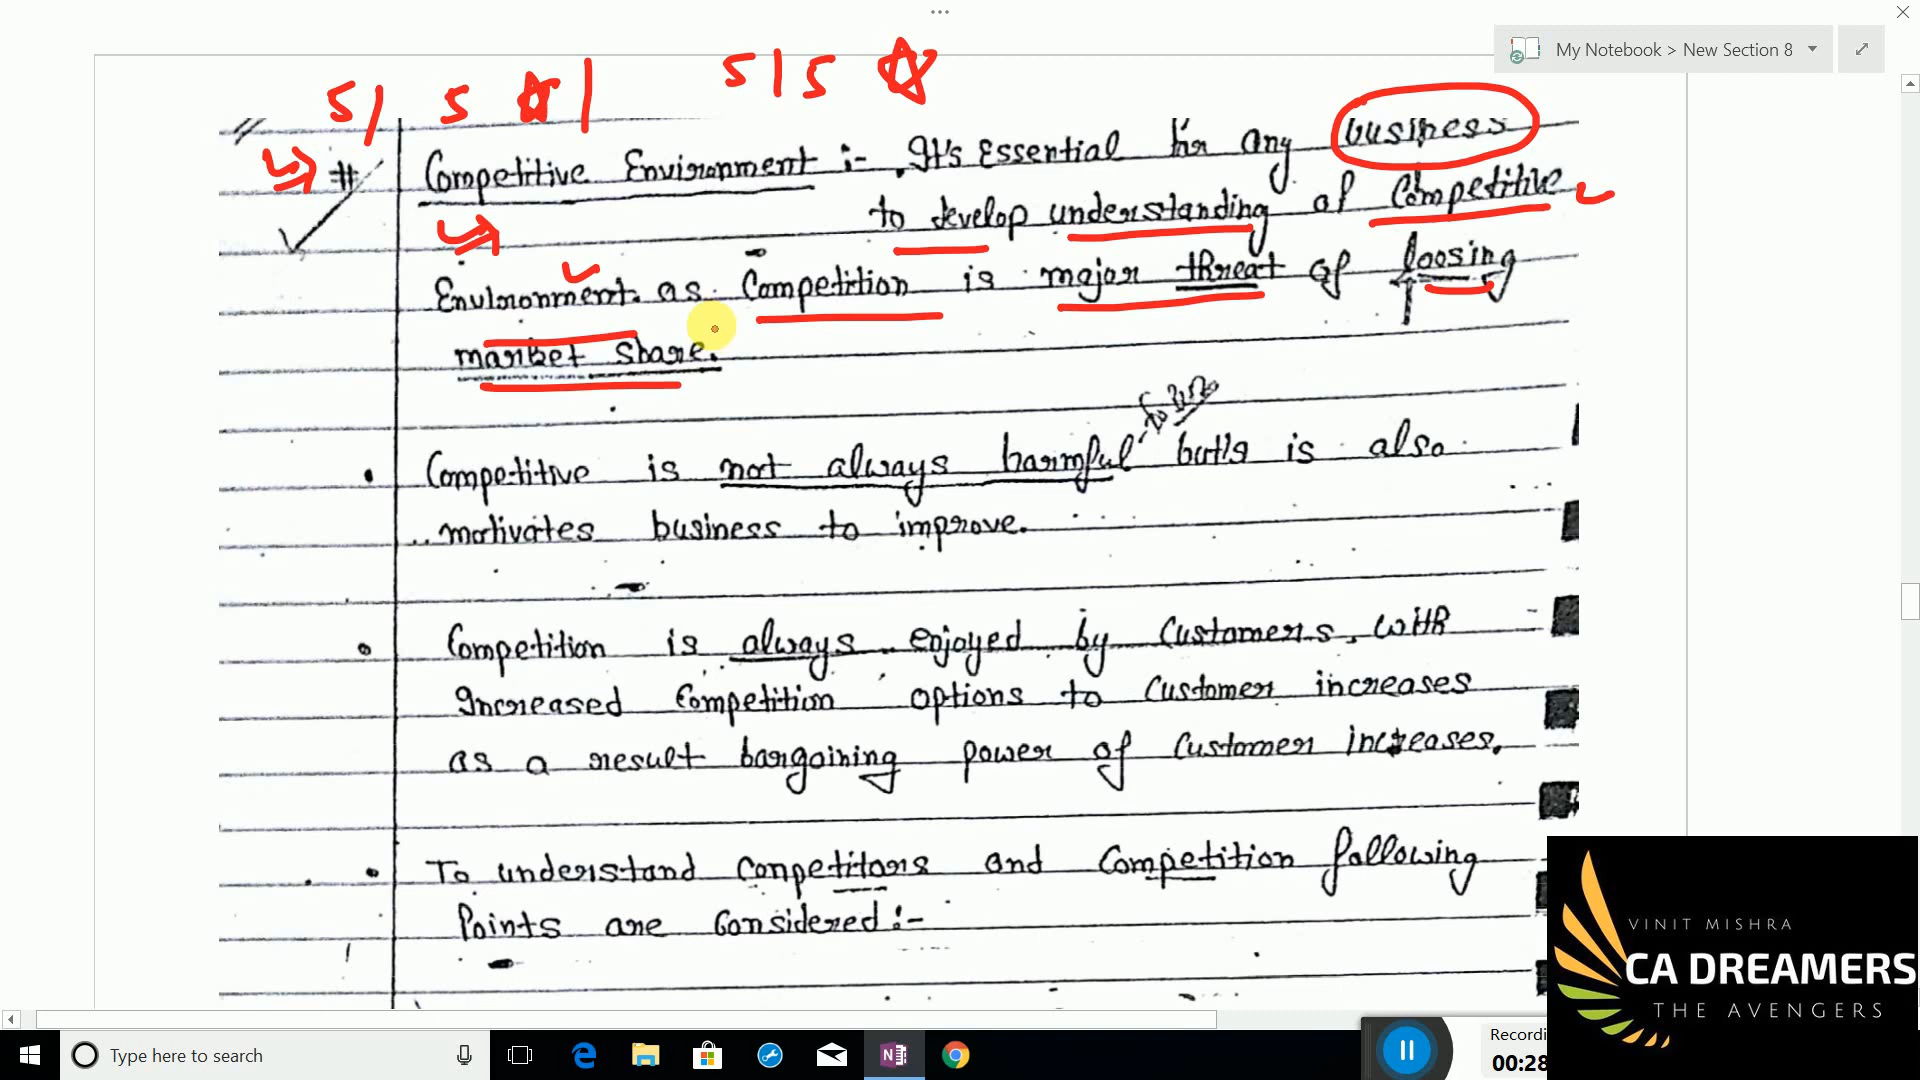 ...
My Notebook > New Section 8
5/ 5 ☆ | 5/5 ☆
# Competitive Environment :- It's Essential for any business
to develop understanding of Competitive
Environment as Competition is major threat of loosing
market share.
• Competitive is not always harmful but is also
motivates business to improve.
• Competition is always enjoyed by Customers, with
Increased Competition options to Customer increases
as a result bargaining power of Customer increases.
• To understand Conpetitors and Competition following
Points are Considered :-
VINIT MISHRA
CA DREAMERS
THE AVENGERS
Type here to search
Recordi
00:28